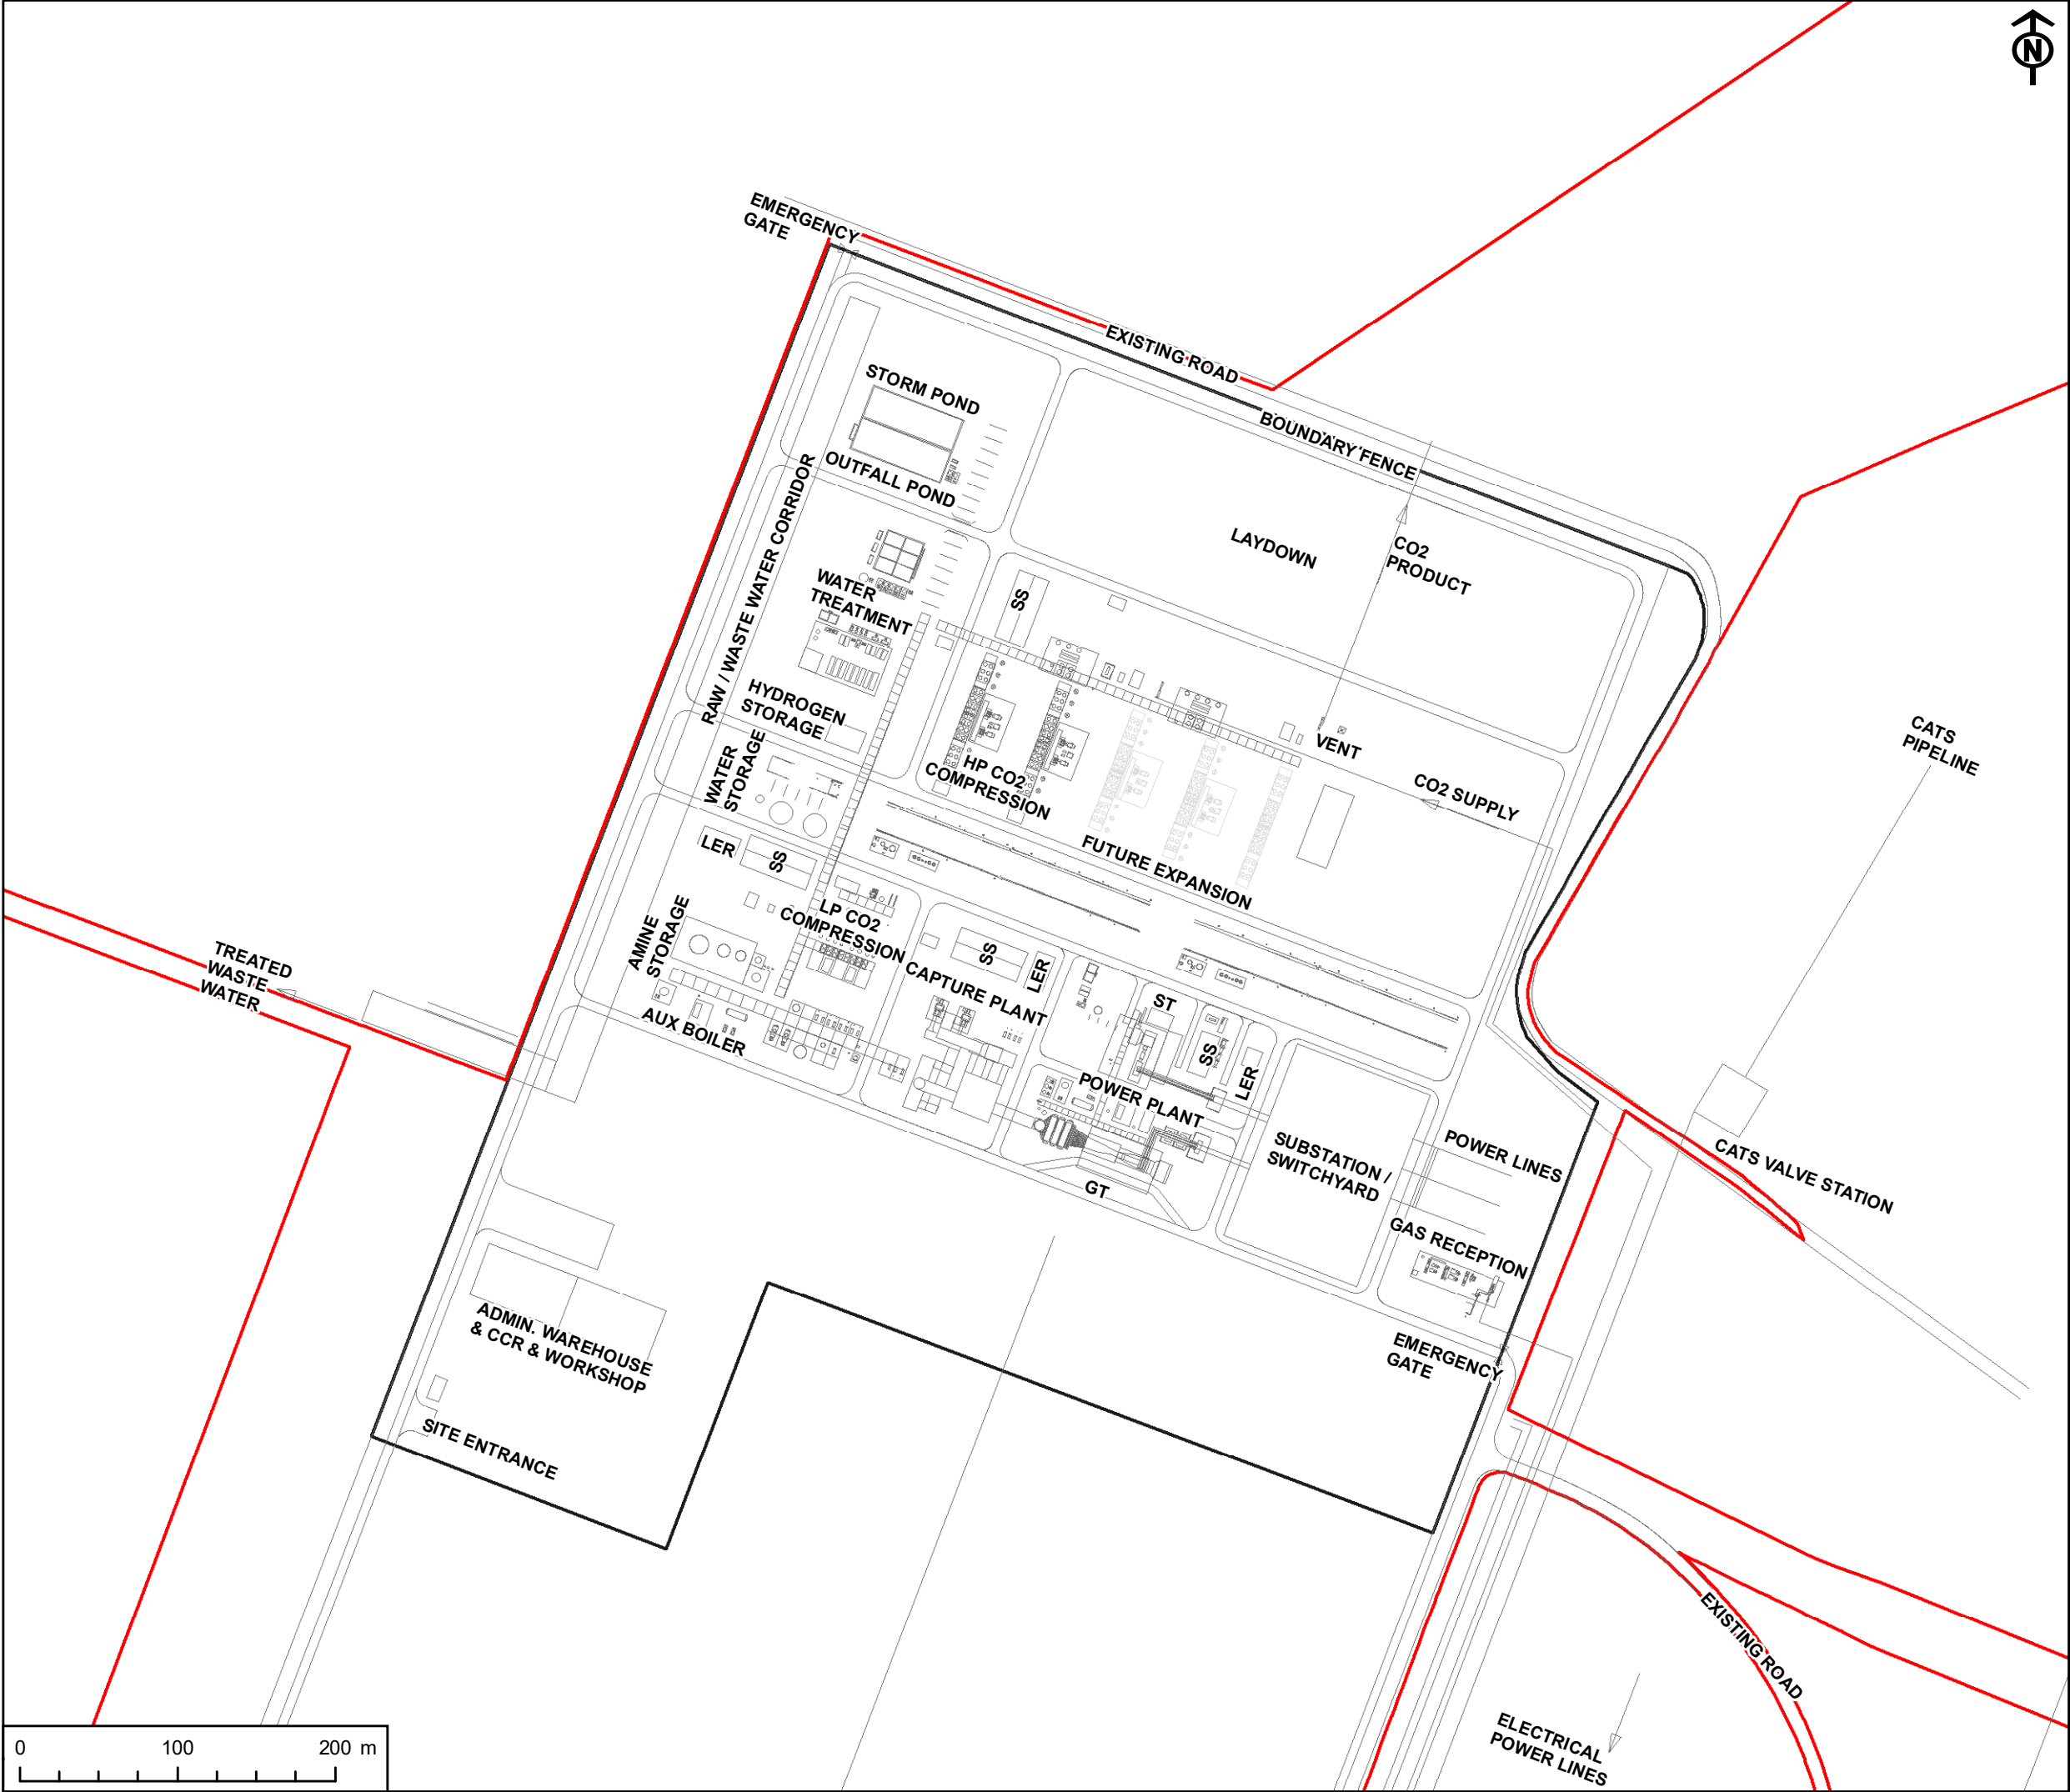 N
EMERGENCY
GATE
EXISTING ROAD
BOUNDARY FENCE
STORM POND
OUTFALL POND
RAW / WASTE WATER CORRIDOR
LAYDOWN
CO2
PRODUCT
WATER
TREATMENT
SS
HYDROGEN
STORAGE
WATER
STORAGE
HP CO2
COMPRESSION
VENT
CO2 SUPPLY
CATS
PIPELINE
FUTURE EXPANSION
LER
SS
AMINE
STORAGE
LP CO2
COMPRESSION
CAPTURE PLANT
SS
LER
ST
SS
LER
TREATED
WASTE
WATER
AUX BOILER
POWER PLANT
GT
SUBSTATION /
SWITCHYARD
POWER LINES
CATS VALVE STATION
GAS RECEPTION
ADMIN. WAREHOUSE
& CCR & WORKSHOP
SITE ENTRANCE
EMERGENCY
GATE
EXISTING ROAD
ELECTRICAL
POWER LINES
0 100 200 m